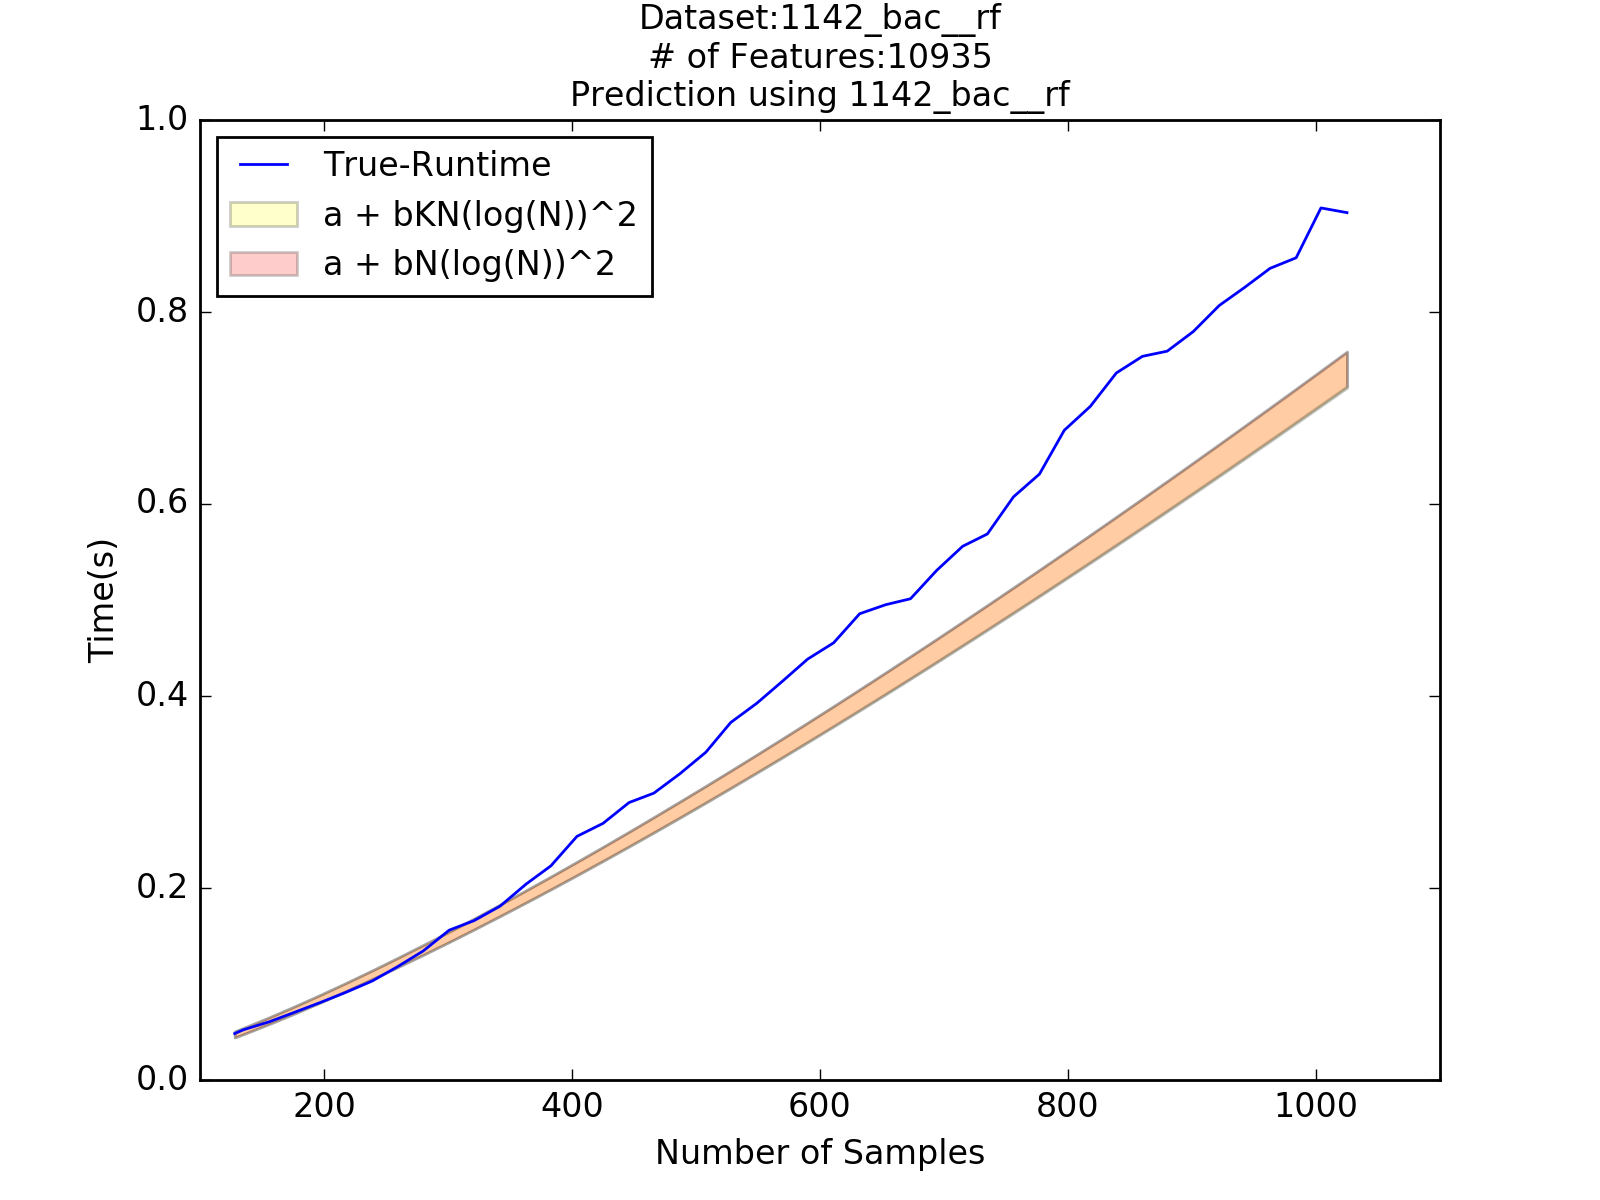 Dataset:1142_bac__rf
# of Features:10935
Prediction using 1142_bac__rf
1.0
0.8
0.6
0.4
0.2
0.0
Time(s)
True-Runtime
a + bKN(log(N))^2
a + bN(log(N))^2
200 400 600 800 1000
Number of Samples